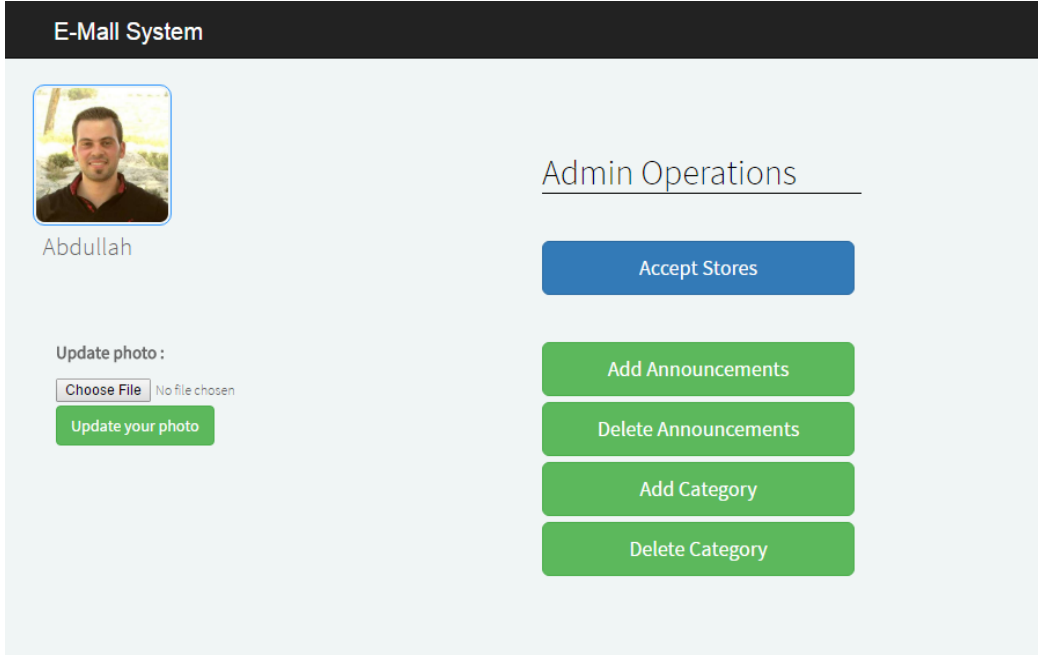 E-Mall System
Abdullah
Update photo :
Choose File No file chosen
Update your photo
Admin Operations
Accept Stores
Add Announcements
Delete Announcements
Add Category
Delete Category